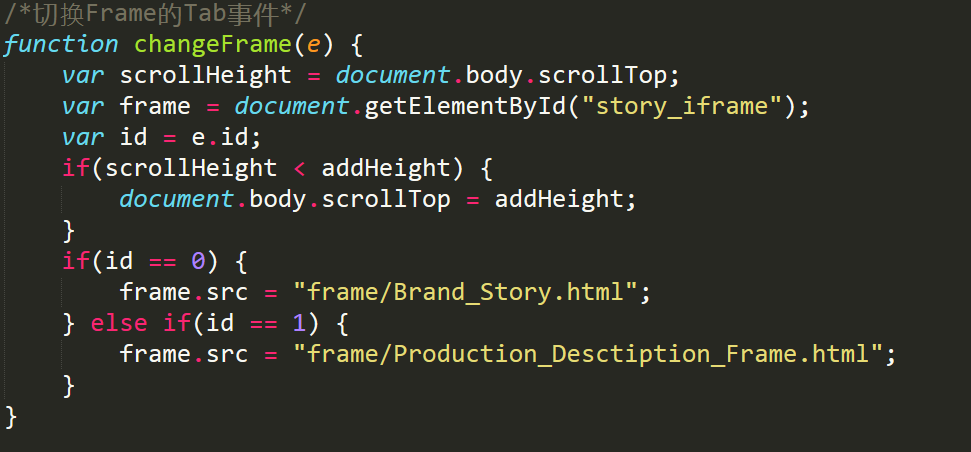 /*切换Frame的Tab事件*/
function changeFrame(e) {
    var scrollHeight = document.body.scrollTop;
    var frame = document.getElementById("story_iframe");
    var id = e.id;
    if(scrollHeight < addHeight) {
        document.body.scrollTop = addHeight;
    }
    if(id == 0) {
        frame.src = "frame/Brand_Story.html";
    } else if(id == 1) {
        frame.src = "frame/Production_Desctiption_Frame.html";
    }
}